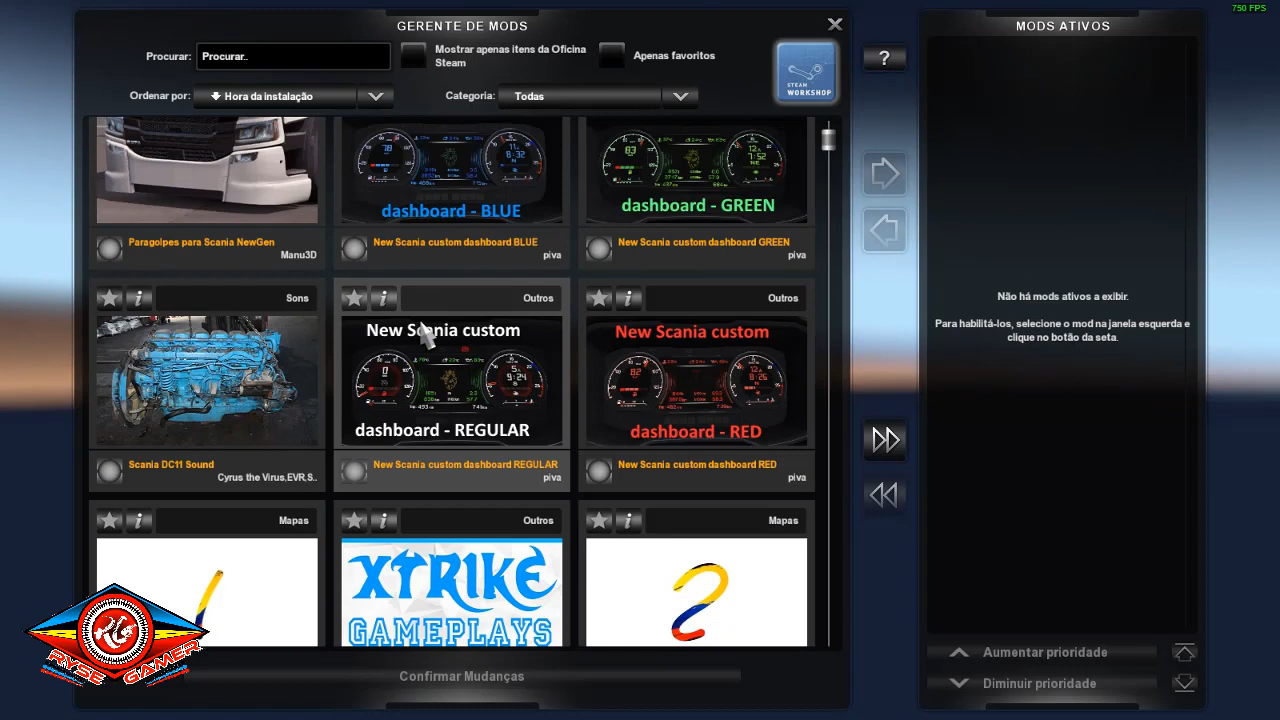 750 FPS
GERENTE DE MODS
MODS ATIVOS
Procurar:
Procurar..
Mostrar apenas itens da Oficina
Steam
Apenas favoritos
STEAM
WORKSHOP
?
Ordenar por:
Hora da instalação
Categoria:
Todas
dashboard - BLUE
dashboard - GREEN
Paragolpes para Scania NewGen
Manu3D
New Scania custom dashboard BLUE
piva
New Scania custom dashboard GREEN
piva
Não há mods ativos a exibir.
Para habilitá-los, selecione o mod na janela esquerda e
clique no botão da seta.
Sons
Outros
Outros
New Scania custom
dashboard - REGULAR
New Scania custom
dashboard - RED
Scania DC11 Sound
Cyrus the Virus,EVR,S..
New Scania custom dashboard REGULAR
piva
New Scania custom dashboard RED
piva
Mapas
Outros
Mapas
1
XTRIKE
GAMEPLAYS
2
RYSE GAMER
Confirmar Mudanças
Aumentar prioridade
Diminuir prioridade